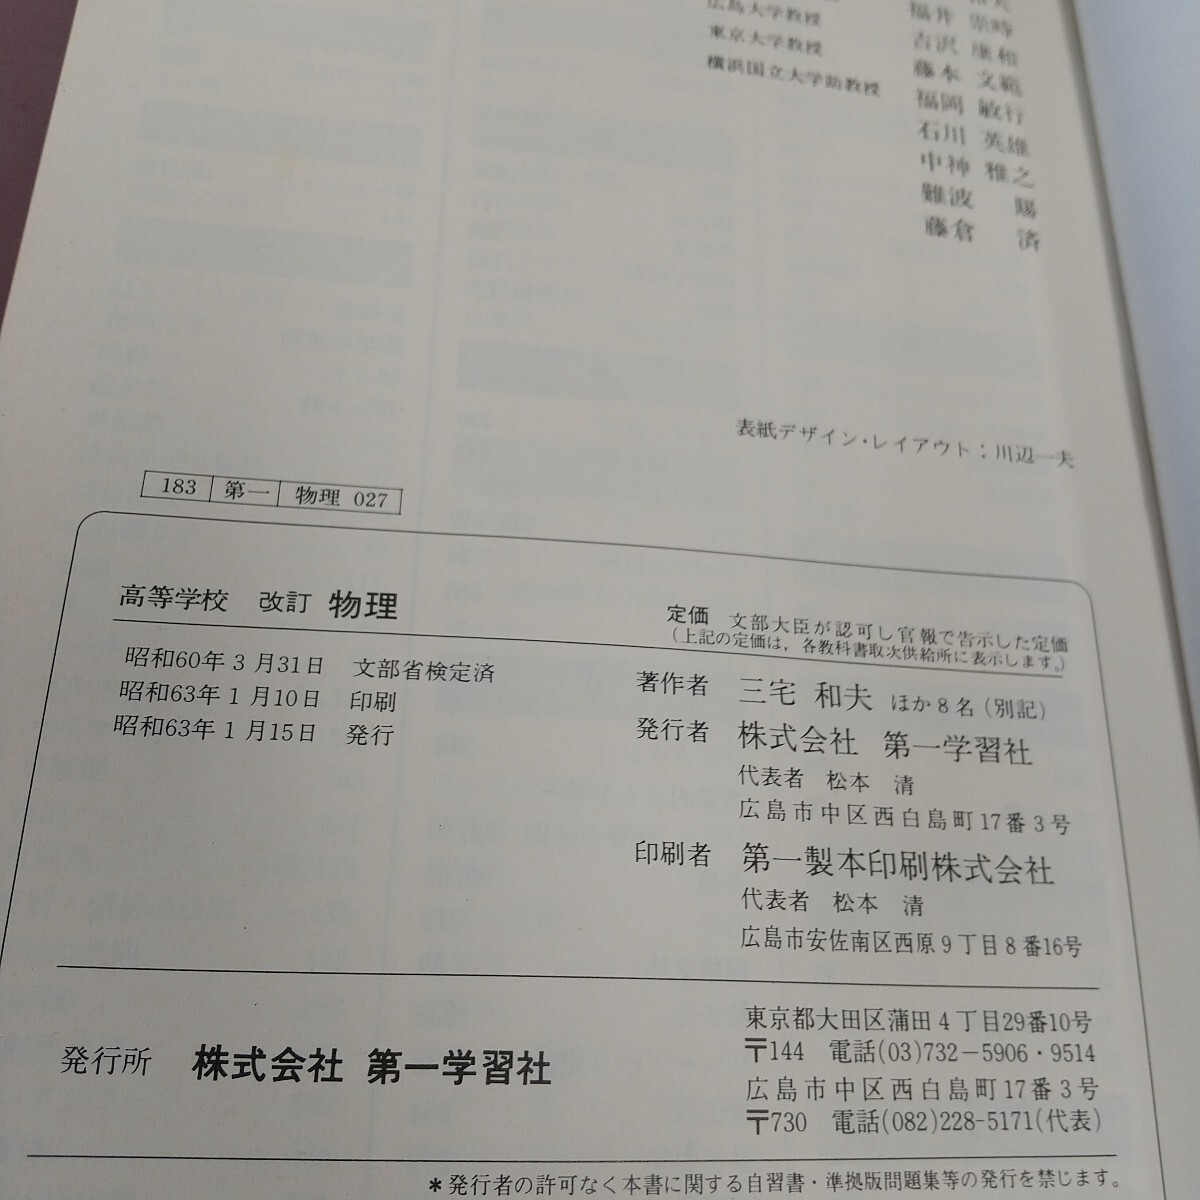 広島大学教授 福井 崇時
東京大学教授 吉沢 康和
横浜国立大学助教授 藤本 文範
福岡 敏行
石川 英雄
中神 雅之
難波 賜
藤倉 済
表紙デザイン・レイアウト:川辺一夫
183 第一 物理 027
高等学校 改訂 物理
定価 文部大臣が認可し官報で告示した定価
(上記の定価は,各教科書取次供給所に表示します。)
昭和60年3月31日 文部省検定済
昭和63年1月10日 印刷
昭和63年1月15日 発行
著作者 三宅 和夫 ほか8名(別記)
発行者 株式会社 第一学習社
代表者 松本 清
広島市中区西白島町17番3号
印刷者 第一製本印刷株式会社
代表者 松本 清
広島市安佐南区西原9丁目8番16号
発行所 株式会社 第一学習社
東京都大田区蒲田4丁目29番10号
〒144 電話(03)732-5906・9514
広島市中区西白島町17番3号
〒730 電話(082)228-5171(代表)
*発行者の許可なく本書に関する自習書・準拠版問題集等の発行を禁じます。